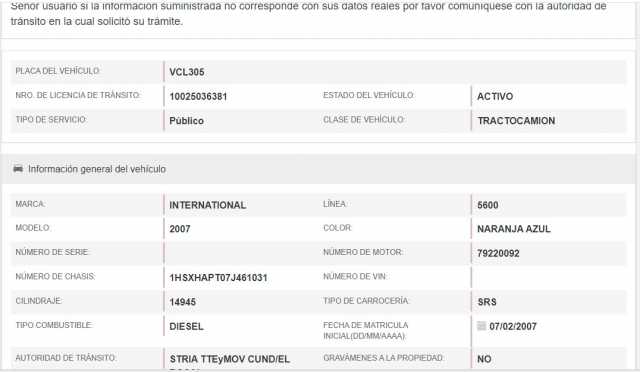 Señor usuario si la información suministrada no corresponde con sus datos reales por favor comuníquese con la autoridad de
tránsito en la cual solicitó su trámite.
PLACA DEL VEHÍCULO: VCL305
NRO. DE LICENCIA DE TRÁNSITO: 10025036381 ESTADO DEL VEHÍCULO: ACTIVO
TIPO DE SERVICIO: Público CLASE DE VEHÍCULO: TRACTOCAMION
Información general del vehículo
MARCA: INTERNATIONAL LÍNEA: 5600
MODELO: 2007 COLOR: NARANJA AZUL
NÚMERO DE SERIE: NÚMERO DE MOTOR: 79220092
NÚMERO DE CHASIS: 1HSXHAPT07J461031 NÚMERO DE VIN:
CILINDRAJE: 14945 TIPO DE CARROCERÍA: SRS
TIPO COMBUSTIBLE: DIESEL FECHA DE MATRICULA 07/02/2007
INICIAL(DD/MM/AAAA):
AUTORIDAD DE TRÁNSITO: STRIA TTEyMOV CUND/EL GRAVÁMENES A LA PROPIEDAD: NO